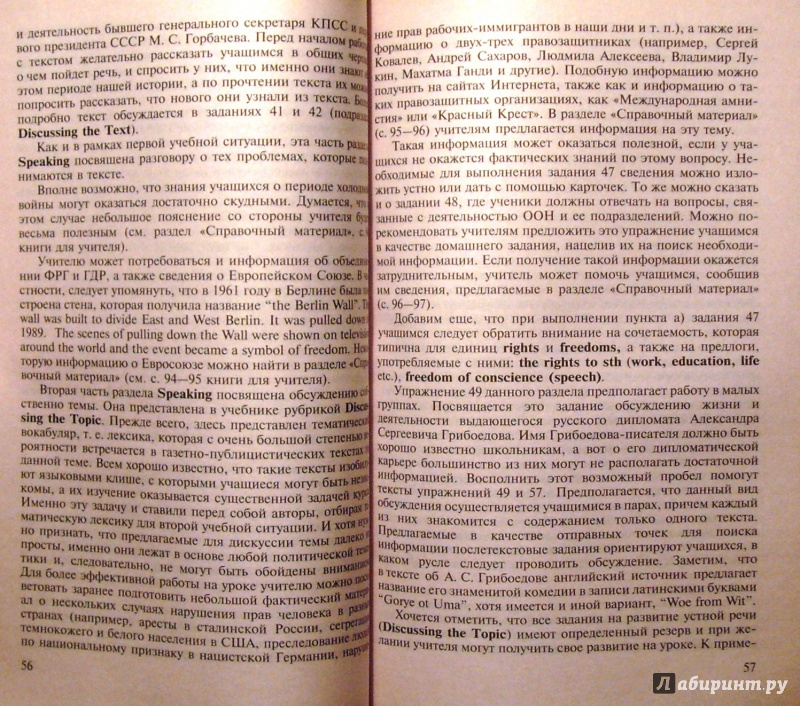 и деятельность бывшего генерального секретаря КПСС и
вого президента СССР М. С. Горбачева. Перед началом
с текстом желательно рассказать учащимся в общих
о чем пойдет речь, и спросить у них, что именно они знают
этом периоде нашей истории, а по прочтении текста их
попросить рассказать, что нового они узнали из текста.
подробно текст обсуждается в заданиях 41 и 42
Discussing the Text).
Как и в рамках первой учебной ситуации, эта часть
Speaking посвящена разговору о тех проблемах, которые
нимаются в тексте.
Вполне возможно, что знания учащихся о периоде
войны могут оказаться достаточно скудными. Думается,
этом случае небольшое пояснение со стороны учителя
весьма полезным (см. раздел «Справочный материал»,
книги для учителя).
Учителю может потребоваться и информация об
нии ФРГ и ГДР, а также сведения о Европейском Союзе.
стности, следует упомянуть, что в 1961 году в Берлине
строена стена, которая получила название “the Berlin Wall”.
wall was built to divide East and West Berlin. It was pulled down
1989. The scenes of pulling down the Wall were shown on
around the world and the event became a symbol of freedom.
торую информацию о Евросоюзе можно найти в разделе
вочный материал» (см. с. 94—95 книги для учителя).
Вторая часть раздела Speaking посвящена обсуждению
ственно темы. Она представлена в учебнике рубрикой
sing the Topic. Прежде всего, здесь представлен
вокабуляр, т. е. лексика, которая с очень большой степенью
роятности встречается в газетно-публицистических текстах
данной теме. Всем хорошо известно, что такие тексты
ют языковыми клише, с которыми учащиеся могут быть
комы, а их изучение оказывается существенной задачей
Именно эту задачу и ставили перед собой авторы, отбирая
матическую лексику для второй учебной ситуации. И хотя
но признать, что предлагаемые для дискуссии темы далеко
просты, именно они лежат в основе любой политической
тики и, следовательно, не могут быть обойдены
Для более эффективной работы на уроке учителю можно
ветовать заранее подготовить небольшой фактический
ал о нескольких случаях нарушения прав человека в
странах (например, аресты в сталинской России,
темнокожего и белого населения в США, преследование
по национальному признаку в нацистской Германии,
56
ние прав рабочих-иммигрантов в наши дни и т. п.), а также ин-
формацию о двух-трех правозащитниках (например, Сергей
Ковалев, Андрей Сахаров, Людмила Алексеева, Владимир Лу-
кин, Махатма Ганди и другие). Подобную информацию можно
получить на сайтах Интернета, также как и информацию о та-
ких правозащитных организациях, как «Международная амни-
стия» или «Красный Крест». В разделе «Справочный материал»
(с. 95—96) учителям предлагается информация на эту тему.
Такая информация может оказаться полезной, если у уча-
щихся не окажется фактических знаний по этому вопросу. Не-
обходимые для выполнения задания 47 сведения можно изло-
жить устно или дать с помощью карточек. То же можно сказать
и о задании 48, где ученики должны отвечать на вопросы, свя-
занные с деятельностью ООН и ее подразделений. Можно по-
рекомендовать учителям предложить это упражнение учащимся
в качестве домашнего задания, нацелив их на поиск необходи-
мой информации. Если получение такой информации окажется
затруднительным, учитель может помочь учащимся, сообщив
им сведения, предлагаемые в разделе «Справочный материал»
(с. 96—97).
Добавим еще, что при выполнении пункта а) задания 47
учащимся следует обратить внимание на сочетаемость, которая
типична для единиц rights и freedoms, а также на предлоги,
употребляемые с ними: the rights to sth (work, education, life
etc.), freedom of conscience (speech).
Упражнение 49 данного раздела предполагает работу в малых
группах. Посвящается это задание обсуждению жизни и
деятельности выдающегося русского дипломата Александра
Сергеевича Грибоедова. Имя Грибоедова-писателя должно быть
хорошо известно школьникам, а вот о его дипломатической
карьере большинство из них могут не располагать достаточной
информацией. Восполнить этот возможный пробел помогут
тексты упражнений 49 и 57. Предполагается, что данный вид
обсуждения осуществляется учащимися в парах, причем каждый
из них знакомится с содержанием только одного текста.
Предлагаемые в качестве отправных точек для поиска
информации послетекстовые задания ориентируют учащихся, в
каком русле следует проводить обсуждение. Заметим, что
в тексте об А. С. Грибоедове английский источник предлагает
название его знаменитой комедии в записи латинскими буквами
“Gorye ot Uma”, хотя имеется и иной вариант, “Woe from Wit”.
Хочется отметить, что все задания на развитие устной речи
(Discussing the Topic) имеют определенный резерв и при же-
лании учителя могут получить свое развитие на уроке. К приме-
57
Лабиринт.ру